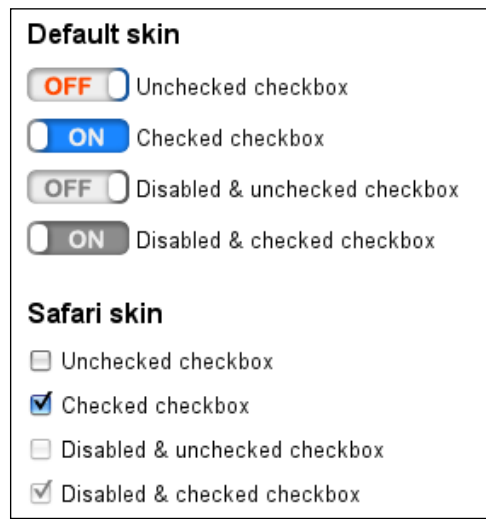 Default skin
OFF Unchecked checkbox
ON Checked checkbox
OFF Disabled & unchecked checkbox
ON Disabled & checked checkbox
Safari skin
Unchecked checkbox
Checked checkbox
Disabled & unchecked checkbox
Disabled & checked checkbox